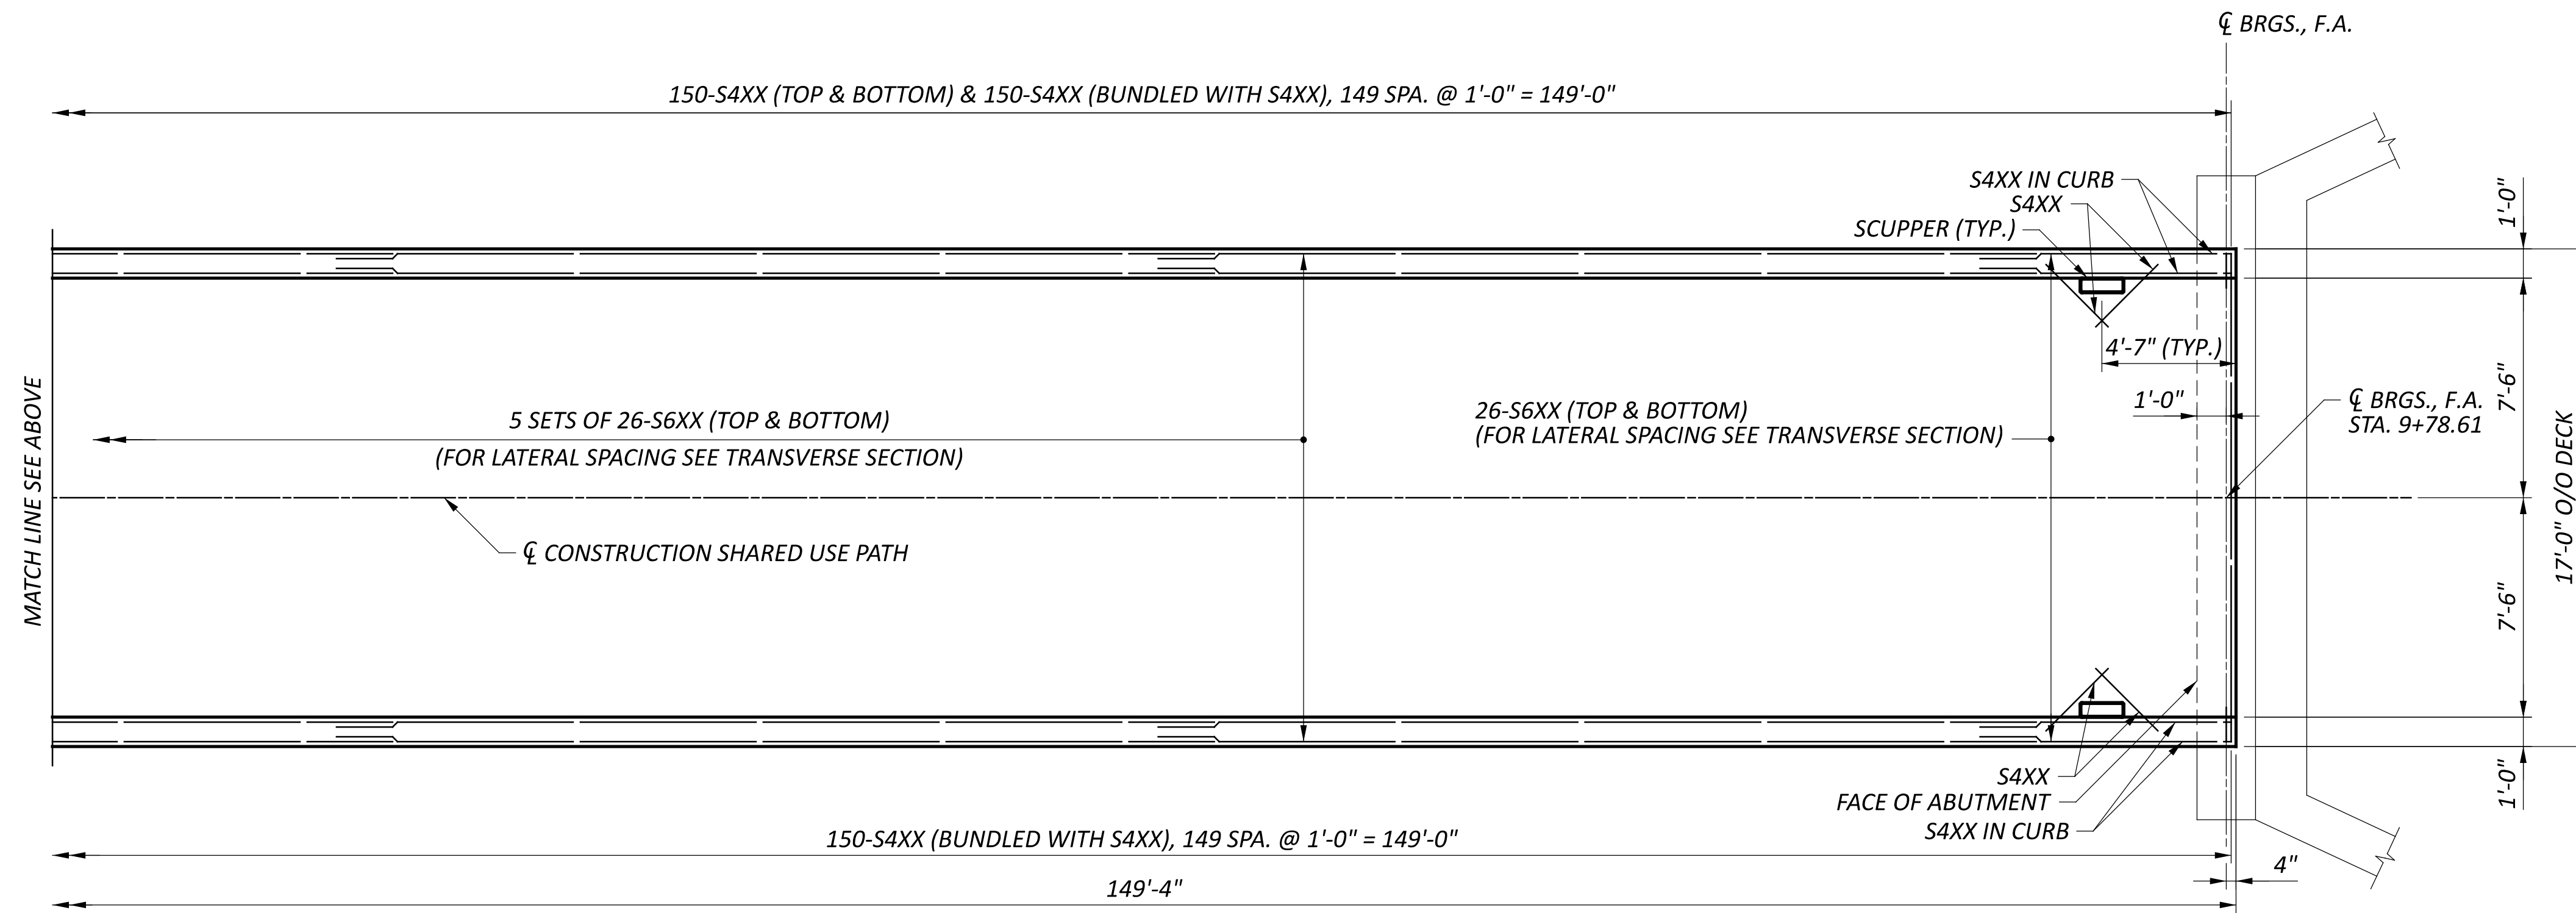 ℄ BRGS., F.A.
150-S4XX (TOP & BOTTOM) & 150-S4XX (BUNDLED WITH S4XX), 149 SPA. @ 1'-0" = 149'-0"
S4XX IN CURB
S4XX
SCUPPER (TYP.)
1'-0"
4'-7" (TYP.)
7'-6"
1'-0"
℄ BRGS., F.A.
STA. 9+78.61
17'-0" O/O DECK
MATCH LINE SEE ABOVE
5 SETS OF 26-S6XX (TOP & BOTTOM)
(FOR LATERAL SPACING SEE TRANSVERSE SECTION)
26-S6XX (TOP & BOTTOM)
(FOR LATERAL SPACING SEE TRANSVERSE SECTION)
℄ CONSTRUCTION SHARED USE PATH
7'-6"
S4XX
FACE OF ABUTMENT
S4XX IN CURB
1'-0"
150-S4XX (BUNDLED WITH S4XX), 149 SPA. @ 1'-0" = 149'-0"
4"
149'-4"